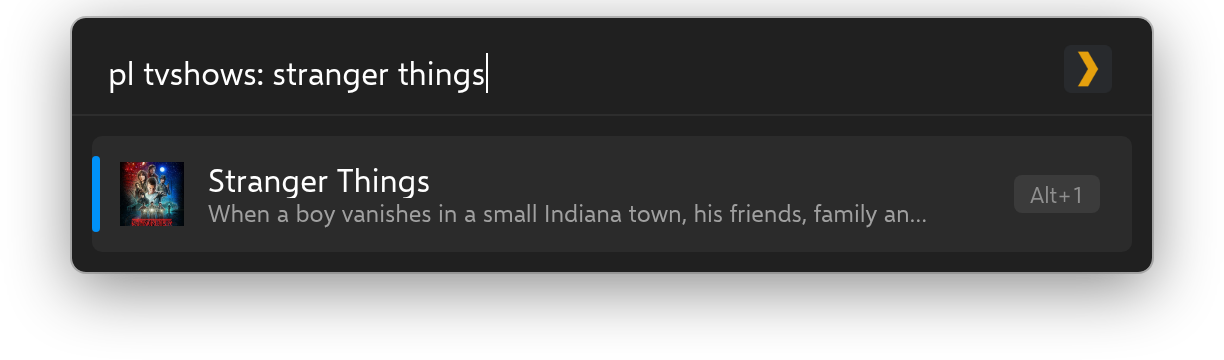 pl tvshows: stranger things
Stranger Things
When a boy vanishes in a small Indiana town, his friends, family an...
Alt+1